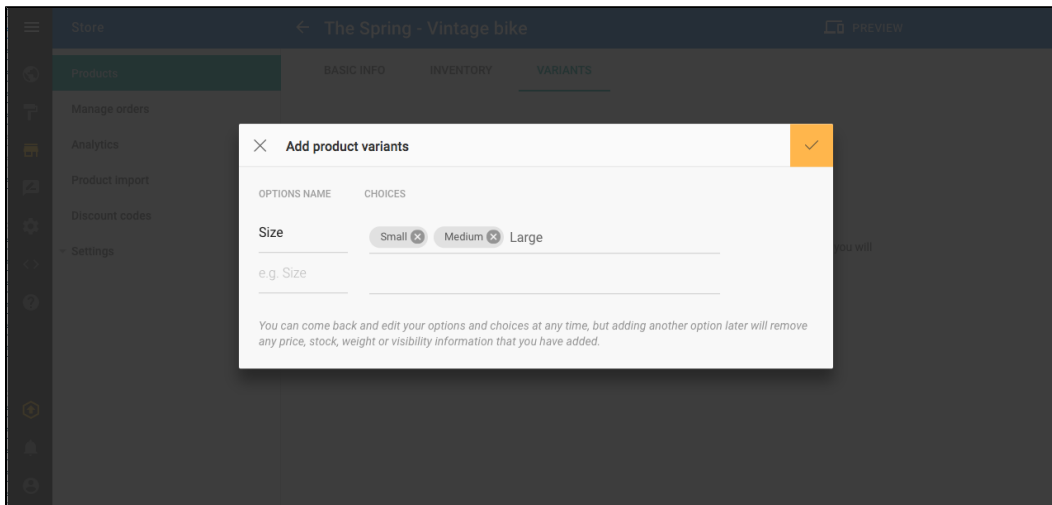 Store
The Spring - Vintage bike
PREVIEW
Products
BASIC INFO
INVENTORY
VARIANTS
Manage orders
Analytics
Product import
Discount codes
Settings
Add product variants
OPTIONS NAME
CHOICES
Size
Small
Medium
Large
e.g. Size
You can come back and edit your options and choices at any time, but adding another option later will remove
any price, stock, weight or visibility information that you have added.
you will